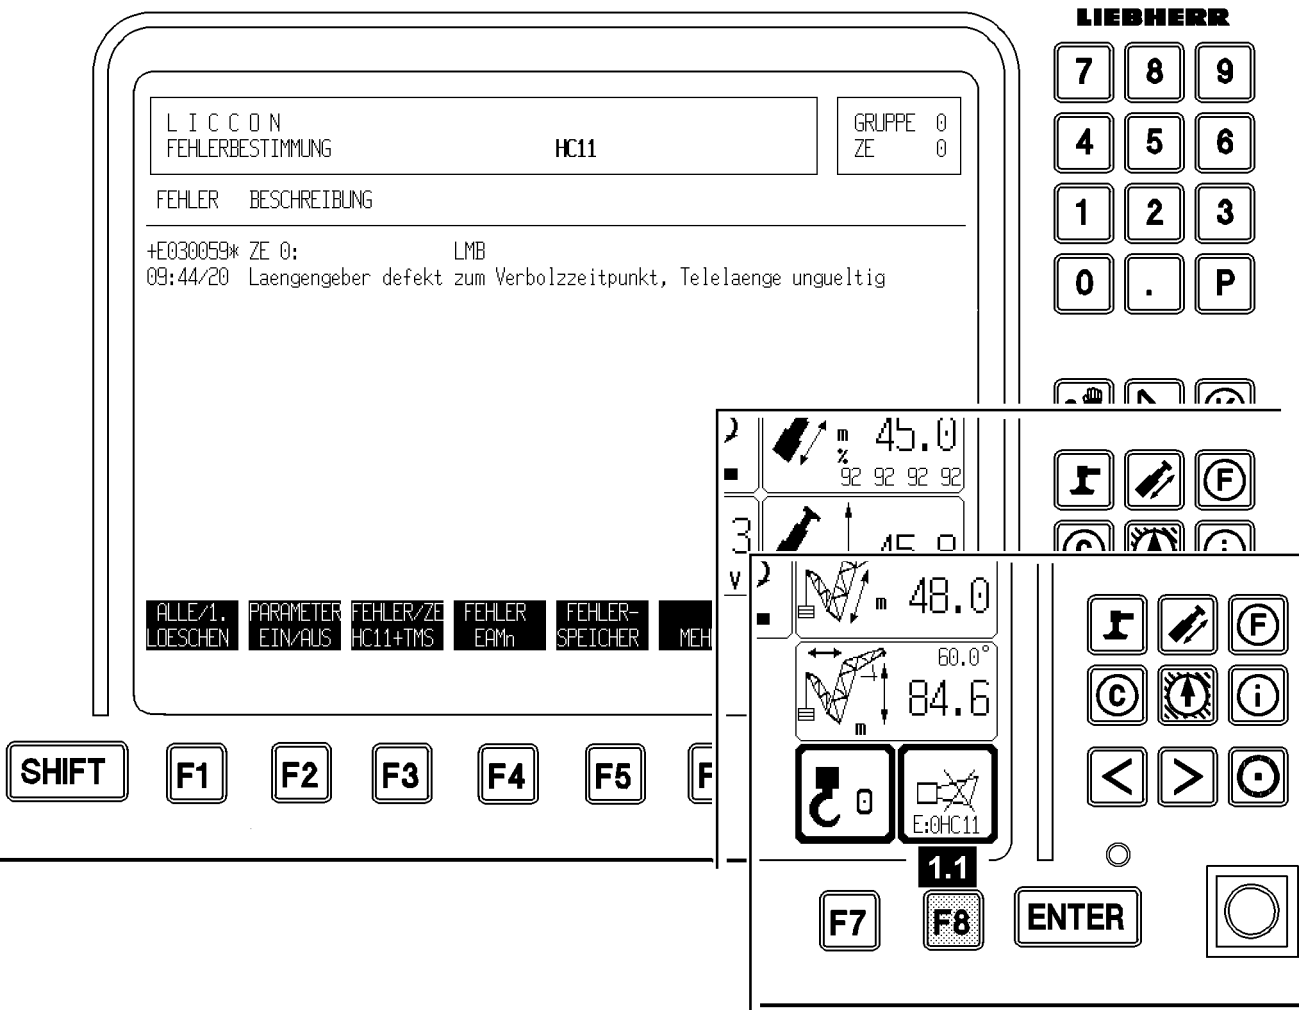 LIEBHERR
LICCON
FEHLERBESTIMMUNG HC11
GRUPPE 0
ZE 0
FEHLER BESCHREIBUNG
+E030059* ZE 0: LMB
09:44/20 Laengengeber defekt zum Verbolzzeitpunkt, Telelaenge ungueltig
7 8 9
4 5 6
1 2 3
0 . P
m 45.0
%
92 92 92 92
F
3
V
C i
ALLE/1. LOESCHEN
PARAMETER EIN/AUS
FEHLER/ZE HC11+TMS
FEHLER EAMn
FEHLER- SPEICHER
SHIFT F1 F2 F3 F4 F5 F
m 48.0
60.0°
84.6
m
0
E:0HC11
1.1
F
C i
< >
F7 F8 ENTER